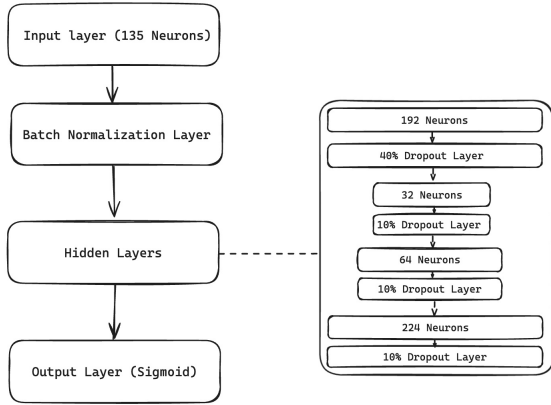 Input layer (135 Neurons)
Batch Normalization Layer
Hidden Layers
Output Layer (Sigmoid)
192 Neurons
40% Dropout Layer
32 Neurons
10% Dropout Layer
64 Neurons
10% Dropout Layer
224 Neurons
10% Dropout Layer